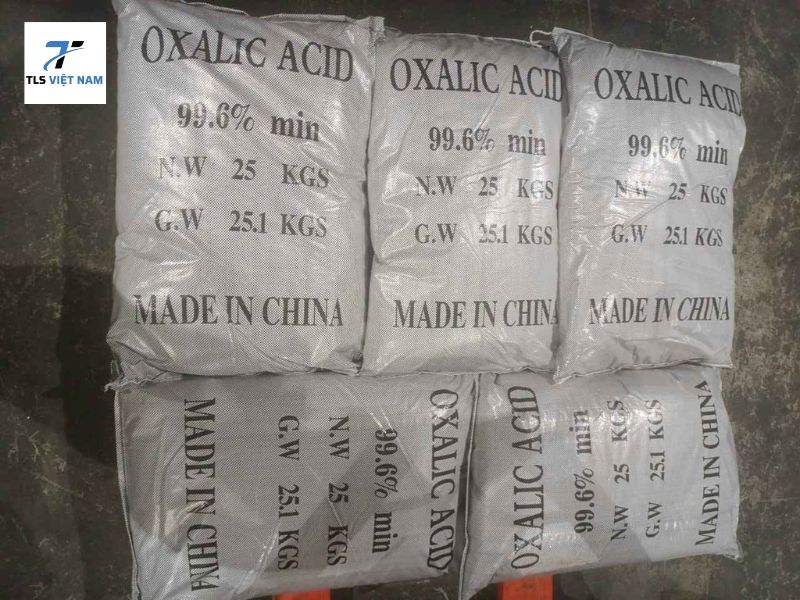 TLS VIỆT NAM
OXALIC ACID
99.6% min
N.W 25 KGS
G.W 25.1 KGS
MADE IN CHINA
OXALIC ACID
99.6% min
N.W 25 KGS
G.W 25.1 KGS
MADE IN CHINA
OXALIC ACID
99.6% min
N.W 25 KGS
G.W 25.1 KGS
MADE IN CHINA
OXALIC ACID
99.6% min
N.W 25 KGS
G.W 25.1 KGS
MADE IN CHINA
OXALIC ACID
99.6% min
N.W 25 KGS
G.W 25.1 KGS
MADE IN CHINA